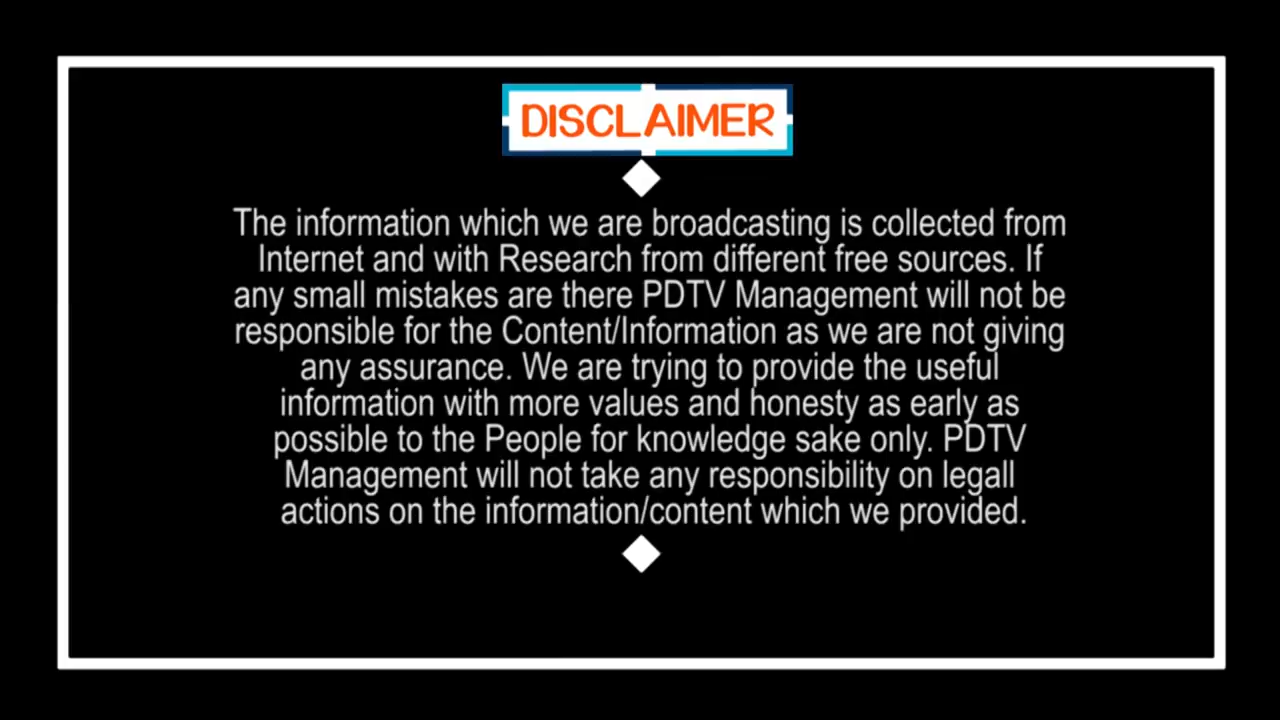 DISCLAIMER
The information which we are broadcasting is collected from
Internet and with Research from different free sources. If
any small mistakes are there PDTV Management will not be
responsible for the Content/Information as we are not giving
any assurance. We are trying to provide the useful
information with more values and honesty as early as
possible to the People for knowledge sake only. PDTV
Management will not take any responsibility on legall
actions on the information/content which we provided.